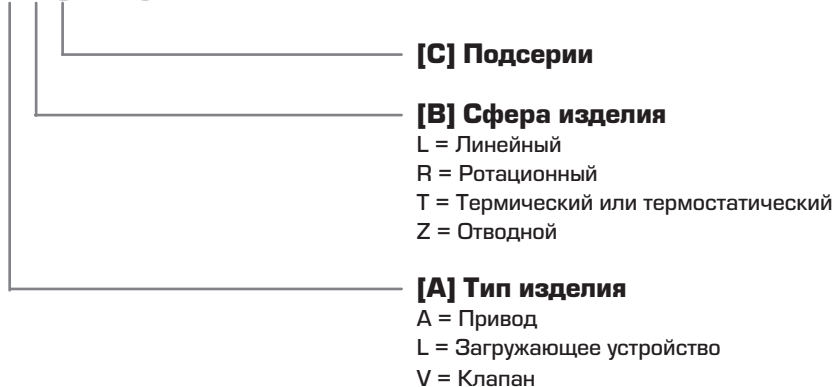 [C] Подсерии
[B] Сфера изделия
L = Линейный
R = Ротационный
T = Термический или термостатический
Z = Отводной
[A] Тип изделия
A = Привод
L = Загружающее устройство
V = Клапан